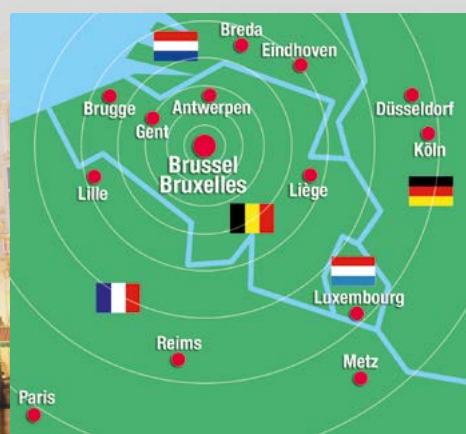 Breda
Eindhoven
Brugge
Antwerpen
Düsseldorf
Gent
Köln
Brussel
Bruxelles
Lille
Liège
Luxembourg
Reims
Metz
Paris